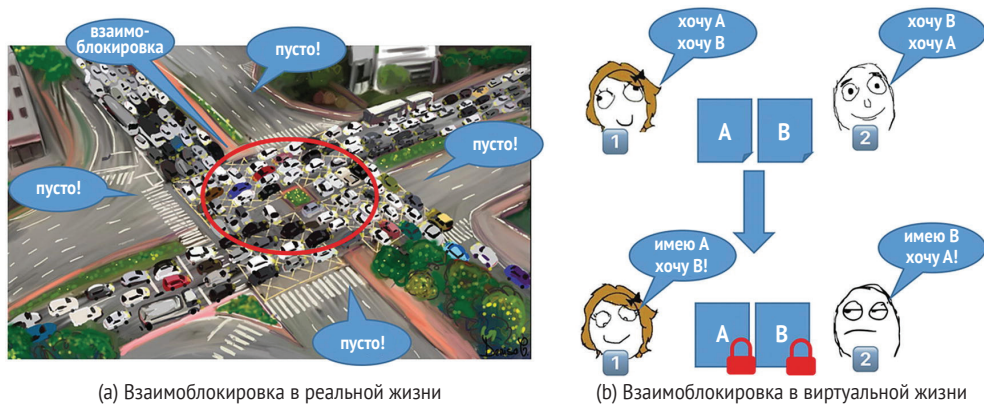 взаимо-
блокировка
пусто!
пусто!
пусто!
пусто!
(a) Взаимоблокировка в реальной жизни
хочу A
хочу B
хочу B
хочу A
A
B
1
2
имею A
хочу B!
имею B
хочу A!
A
B
1
2
(b) Взаимоблокировка в виртуальной жизни